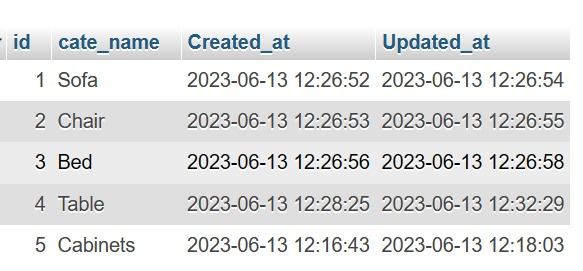 id cate_name Created_at Updated_at
1 Sofa 2023-06-13 12:26:52 2023-06-13 12:26:54
2 Chair 2023-06-13 12:26:53 2023-06-13 12:26:55
3 Bed 2023-06-13 12:26:56 2023-06-13 12:26:58
4 Table 2023-06-13 12:28:25 2023-06-13 12:32:29
5 Cabinets 2023-06-13 12:16:43 2023-06-13 12:18:03